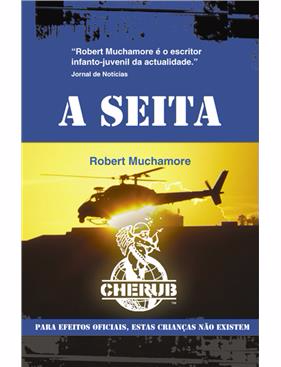 “Robert Muchamore é o escritor
infanto-juvenil da actualidade.”
Jornal de Notícias
A SEITA
Robert Muchamore
CHERUB
TM
PARA EFEITOS OFICIAIS, ESTAS CRIANÇAS NÃO EXISTEM